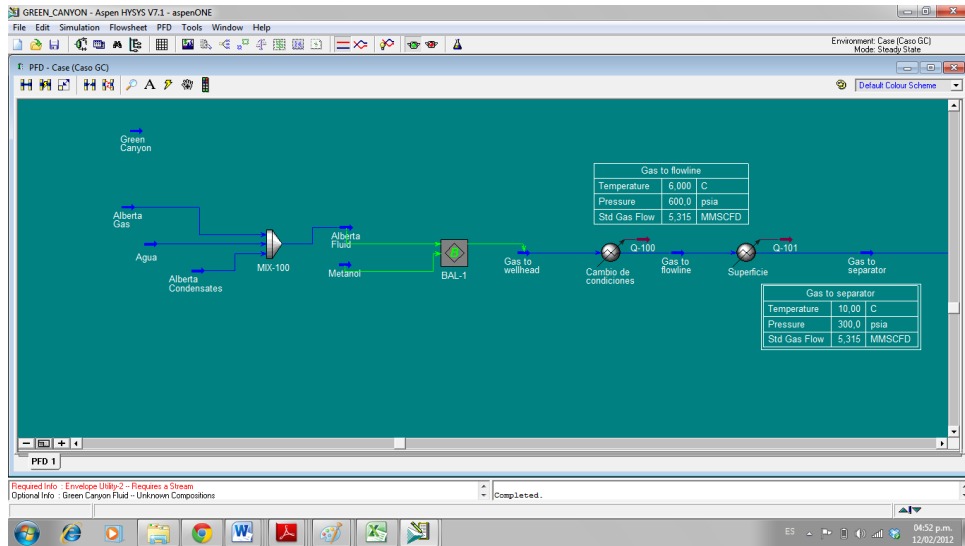 GREEN_CANYON - Aspen HYSYS V7.1 - aspenONE
File Edit Simulation Flowsheet PFD Tools Window Help
Environment: Case (Caso GC)
Mode: Steady State
PFD - Case (Caso GC)
A
Default Colour Scheme
Green
Canyon
Gas to flowline
Temperature 6,000 C
Pressure 600,0 psia
Std Gas Flow 5,315 MMSCFD
Alberta
Gas
Agua
Alberta
Condensates
MIX-100
Alberta
Fluid
Metanol
BAL-1
Gas to
wellhead
Q-100
Cambio de
condiciones
Gas to
flowline
Q-101
Superficie
Gas to
separator
Gas to separator
Temperature 10,00 C
Pressure 300,0 psia
Std Gas Flow 5,315 MMSCFD
PFD 1
Required Info : Envelope Utility-2 -- Requires a Stream
Optional Info : Green Canyon Fluid -- Unknown Compositions
Completed.
ES
04:52 p.m.
12/02/2012